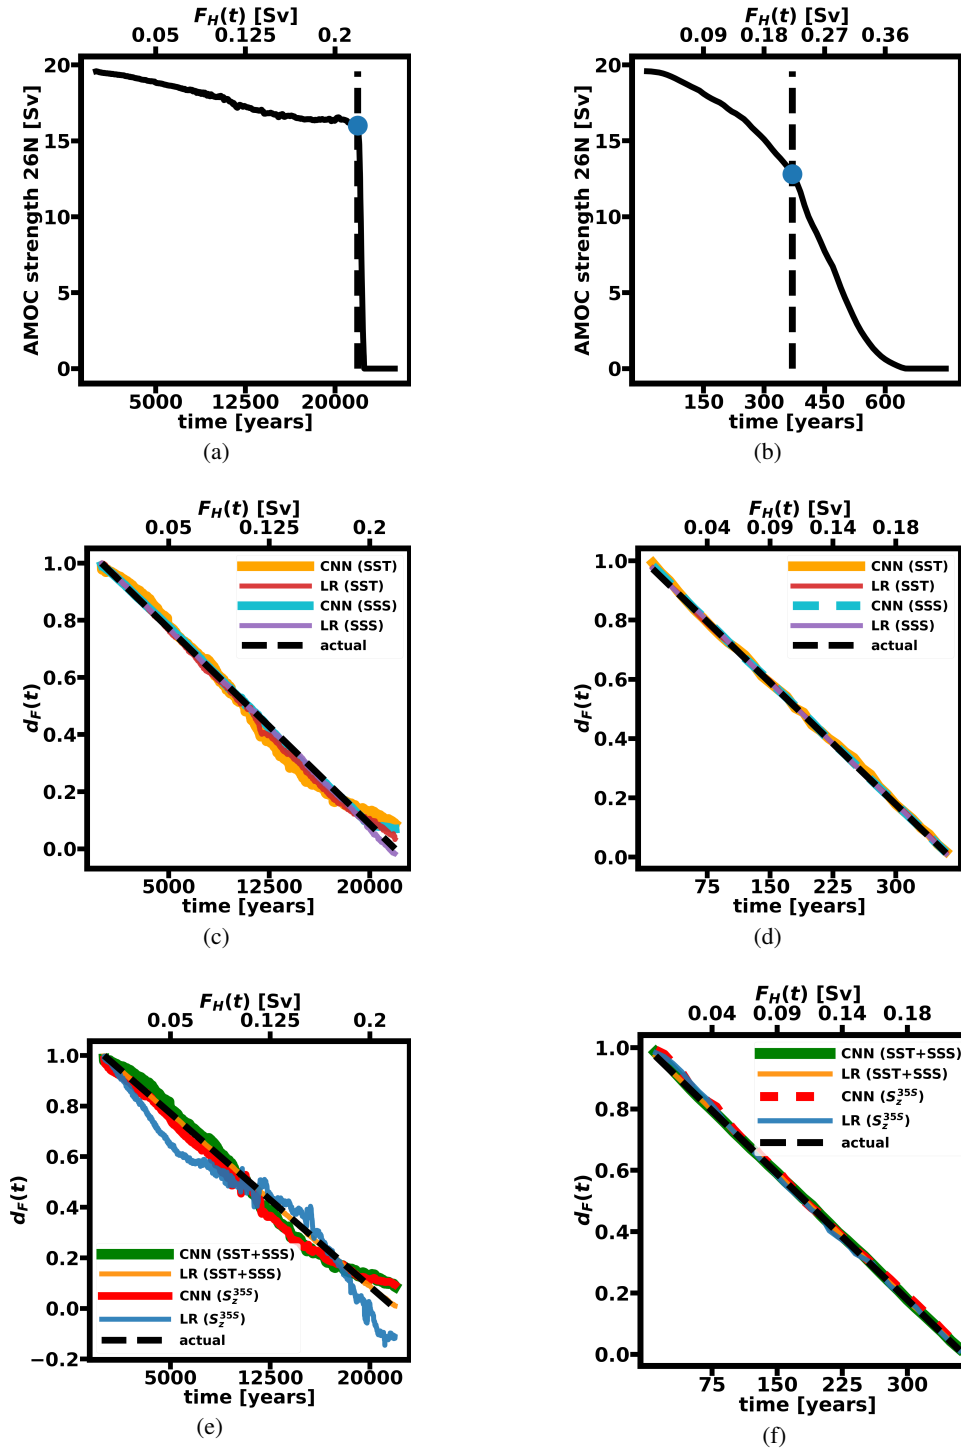 F_H(t) [Sv]
0.05 0.125 0.2
AMOC strength 26N [Sv]
20
15
10
5
0
5000 12500 20000
time [years]
(a)
F_H(t) [Sv]
0.09 0.18 0.27 0.36
AMOC strength 26N [Sv]
20
15
10
5
0
150 300 450 600
time [years]
(b)
F_H(t) [Sv]
0.05 0.125 0.2
d_F(t)
1.0
0.8
0.6
0.4
0.2
0.0
CNN (SST)
LR (SST)
CNN (SSS)
LR (SSS)
actual
5000 12500 20000
time [years]
(c)
F_H(t) [Sv]
0.04 0.09 0.14 0.18
d_F(t)
1.0
0.8
0.6
0.4
0.2
0.0
CNN (SST)
LR (SST)
CNN (SSS)
LR (SSS)
actual
75 150 225 300
time [years]
(d)
F_H(t) [Sv]
0.05 0.125 0.2
d_F(t)
1.0
0.8
0.6
0.4
0.2
0.0
−0.2
CNN (SST+SSS)
LR (SST+SSS)
CNN (S_z^{35S})
LR (S_z^{35S})
actual
5000 12500 20000
time [years]
(e)
F_H(t) [Sv]
0.04 0.09 0.14 0.18
d_F(t)
1.0
0.8
0.6
0.4
0.2
0.0
CNN (SST+SSS)
LR (SST+SSS)
CNN (S_z^{35S})
LR (S_z^{35S})
actual
75 150 225 300
time [years]
(f)